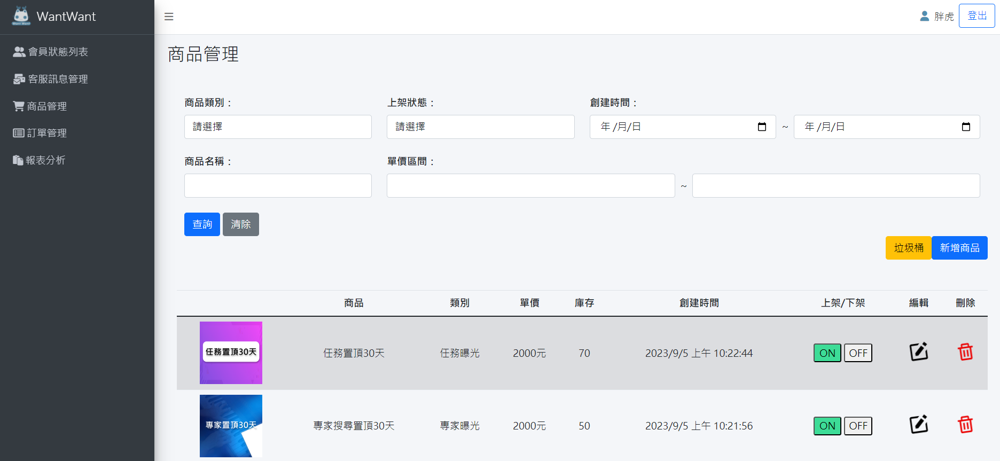 Want Want
WantWant
胖虎
登出
會員狀態列表
客服訊息管理
商品管理
訂單管理
報表分析
商品管理
商品類別：
上架狀態：
創建時間：
請選擇
請選擇
年 /月/日
~
年 /月/日
商品名稱：
單價區間：
~
查詢
清除
垃圾桶
新增商品
商品
類別
單價
庫存
創建時間
上架/下架
編輯
刪除
任務置頂30天
任務置頂30天
任務曝光
2000元
70
2023/9/5 上午 10:22:44
ON
OFF
專家置頂30天
專家搜尋置頂30天
專家曝光
2000元
50
2023/9/5 上午 10:21:56
ON
OFF